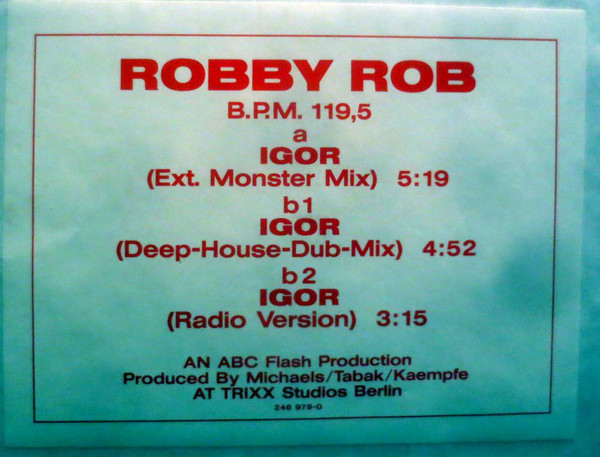 ROBBY ROB
B.P.M. 119,5
a
IGOR
(Ext. Monster Mix) 5:19
b1
IGOR
(Deep-House-Dub-Mix) 4:52
b2
IGOR
(Radio Version) 3:15
AN ABC Flash Production
Produced By Michaels/Tabak/Kaempfe
AT TRIXX Studios Berlin
246 979-0